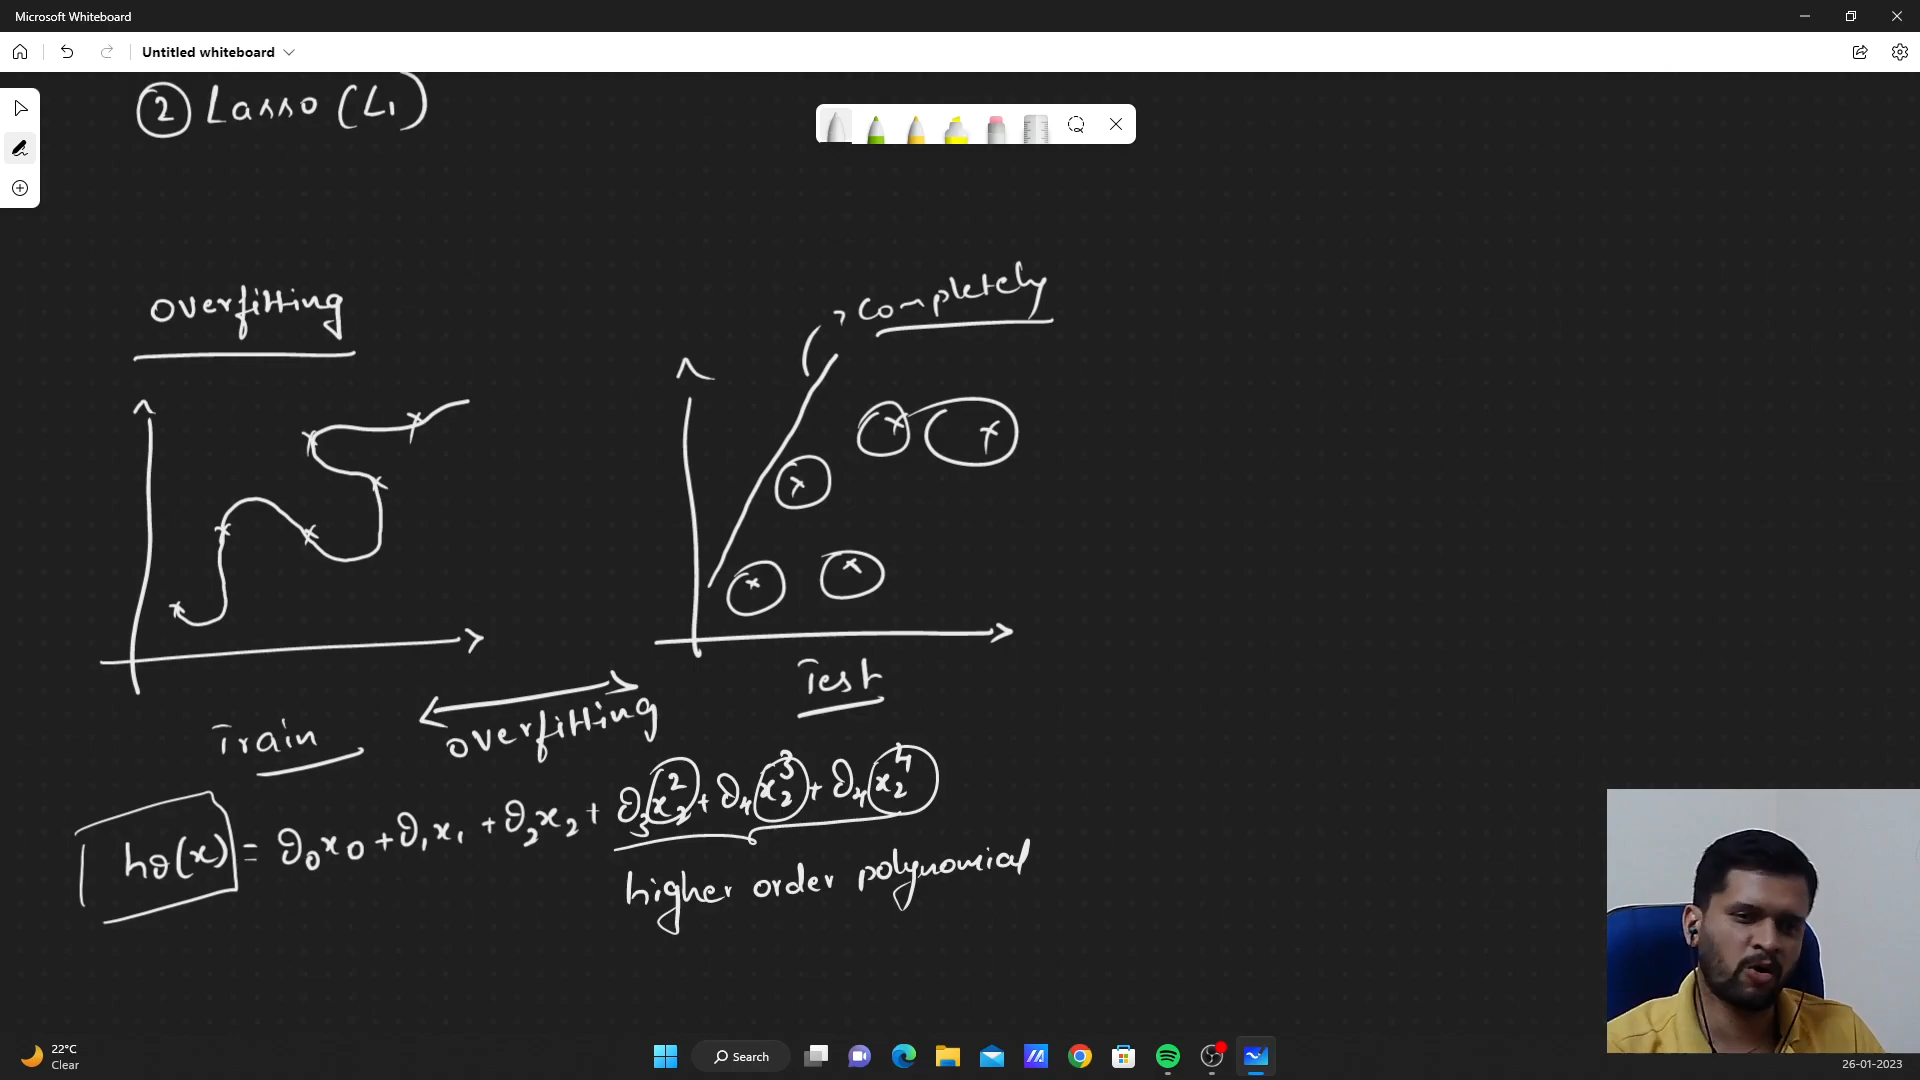 Microsoft Whiteboard
Untitled whiteboard
② Lasso (L₁)
Overfitting
completely
Test
Train
overfitting
hθ(x) = θ₀x₀ + θ₁x₁ + θ₂x₂ + θ₃x₂² + θ₄x₂³ + θ₄x₂⁴
higher order polynomial
22°C
Clear
Search
26-01-2023